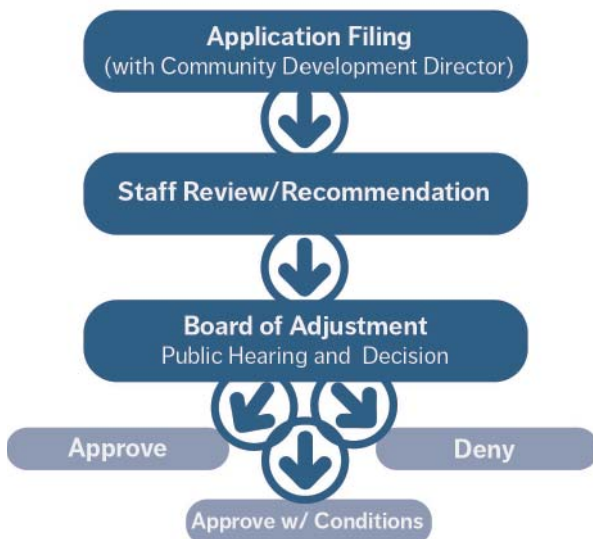 Application Filing
(with Community Development Director)
Staff Review/Recommendation
Board of Adjustment
Public Hearing and Decision
Approve
Deny
Approve w/ Conditions